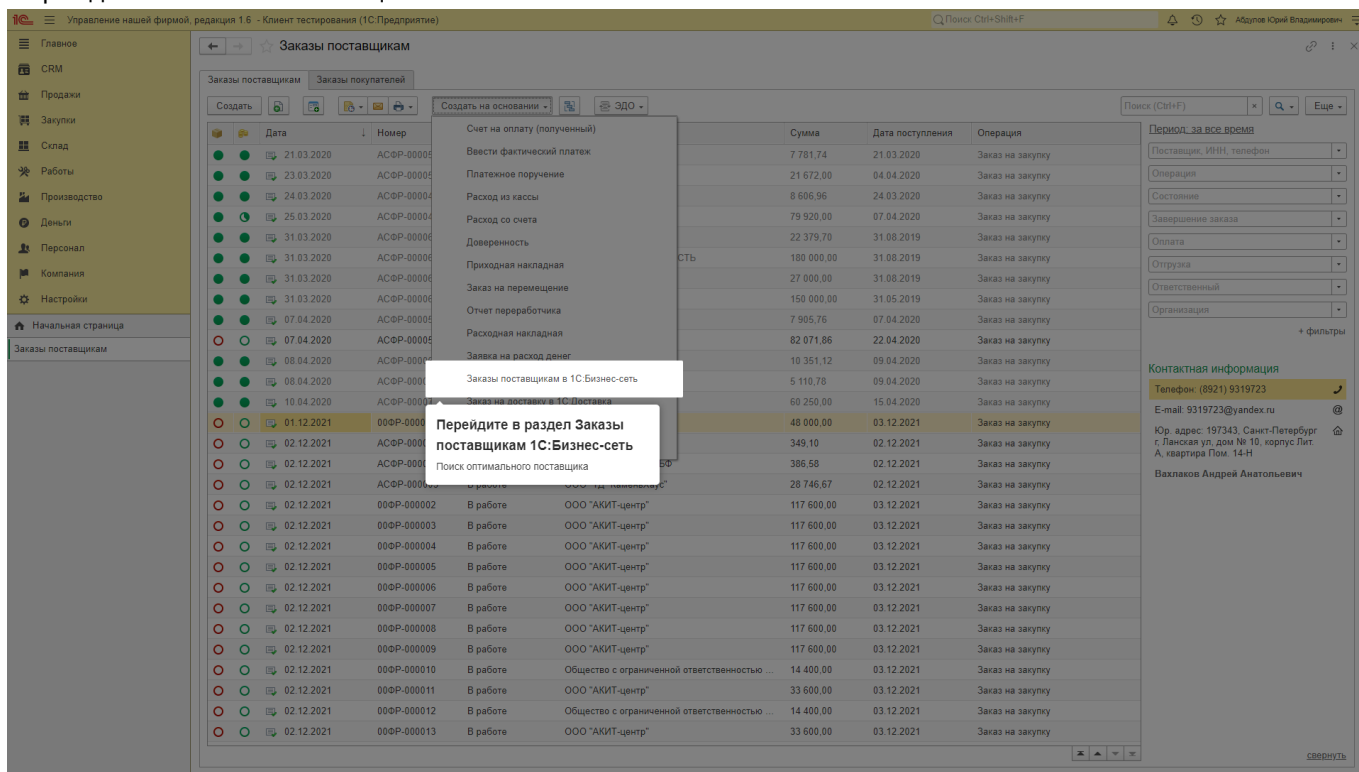 1С Управление нашей фирмой, редакция 1.6 - Клиент тестирования (1С:Предприятие)
Поиск Ctrl+Shift+F
Абдулов Юрий Владимирович
Главное
CRM
Продажи
Закупки
Склад
Работы
Производство
Деньги
Персонал
Компания
Настройки
Начальная страница
Заказы поставщикам
Заказы поставщикам
Заказы поставщикам Заказы покупателей
Создать Создать на основании ЭДО Поиск (Ctrl+F) Еще
Дата Номер Сумма Дата поступления Операция
21.03.2020 7 781,74 21.03.2020 Заказ на закупку
23.03.2020 21 672,00 04.04.2020 Заказ на закупку
24.03.2020 8 606,96 24.03.2020 Заказ на закупку
25.03.2020 79 920,00 07.04.2020 Заказ на закупку
31.03.2020 22 379,70 31.08.2019 Заказ на закупку
31.03.2020 180 000,00 31.08.2019 Заказ на закупку
31.03.2020 27 000,00 31.08.2019 Заказ на закупку
31.03.2020 150 000,00 31.05.2019 Заказ на закупку
07.04.2020 7 905,76 07.04.2020 Заказ на закупку
07.04.2020 82 071,86 22.04.2020 Заказ на закупку
08.04.2020 10 351,12 09.04.2020 Заказ на закупку
08.04.2020 5 110,78 09.04.2020 Заказ на закупку
10.04.2020 60 250,00 15.04.2020 Заказ на закупку
01.12.2021 48 000,00 03.12.2021 Заказ на закупку
02.12.2021 349,10 02.12.2021 Заказ на закупку
02.12.2021 386,58 02.12.2021 Заказ на закупку
02.12.2021 28 746,67 02.12.2021 Заказ на закупку
02.12.2021 00ФР-000002 В работе ООО "АКИТ-центр" 117 600,00 03.12.2021 Заказ на закупку
02.12.2021 00ФР-000003 В работе ООО "АКИТ-центр" 117 600,00 03.12.2021 Заказ на закупку
02.12.2021 00ФР-000004 В работе ООО "АКИТ-центр" 117 600,00 03.12.2021 Заказ на закупку
02.12.2021 00ФР-000005 В работе ООО "АКИТ-центр" 117 600,00 03.12.2021 Заказ на закупку
02.12.2021 00ФР-000006 В работе ООО "АКИТ-центр" 117 600,00 03.12.2021 Заказ на закупку
02.12.2021 00ФР-000007 В работе ООО "АКИТ-центр" 117 600,00 03.12.2021 Заказ на закупку
02.12.2021 00ФР-000008 В работе ООО "АКИТ-центр" 117 600,00 03.12.2021 Заказ на закупку
02.12.2021 00ФР-000009 В работе ООО "АКИТ-центр" 117 600,00 03.12.2021 Заказ на закупку
02.12.2021 00ФР-000010 В работе Общество с ограниченной ответственностью ... 14 400,00 03.12.2021 Заказ на закупку
02.12.2021 00ФР-000011 В работе ООО "АКИТ-центр" 33 600,00 03.12.2021 Заказ на закупку
02.12.2021 00ФР-000012 В работе Общество с ограниченной ответственностью ... 14 400,00 03.12.2021 Заказ на закупку
02.12.2021 00ФР-000013 В работе ООО "АКИТ-центр" 33 600,00 03.12.2021 Заказ на закупку
Счет на оплату (полученный)
Ввести фактический платеж
Платежное поручение
Расход из кассы
Расход со счета
Доверенность
Приходная накладная
Заказ на перемещение
Отчет переработчика
Расходная накладная
Заявка на расход денег
Заказы поставщикам в 1С:Бизнес-сеть
Заказ на доставку в 1С:Доставка
Перейдите в раздел Заказы
поставщикам 1С:Бизнес-сеть
Поиск оптимального поставщика
Период: за все время
Поставщик, ИНН, телефон
Операция
Состояние
Завершение заказа
Оплата
Отгрузка
Ответственный
Организация
+ фильтры
Контактная информация
Телефон: (8921) 9319723
E-mail: 9319723@yandex.ru
Юр. адрес: 197343, Санкт-Петербург
г, Ланская ул, дом № 10, корпус Лит.
А, квартира Пом. 14-Н
Вахлаков Андрей Анатольевич
свернуть